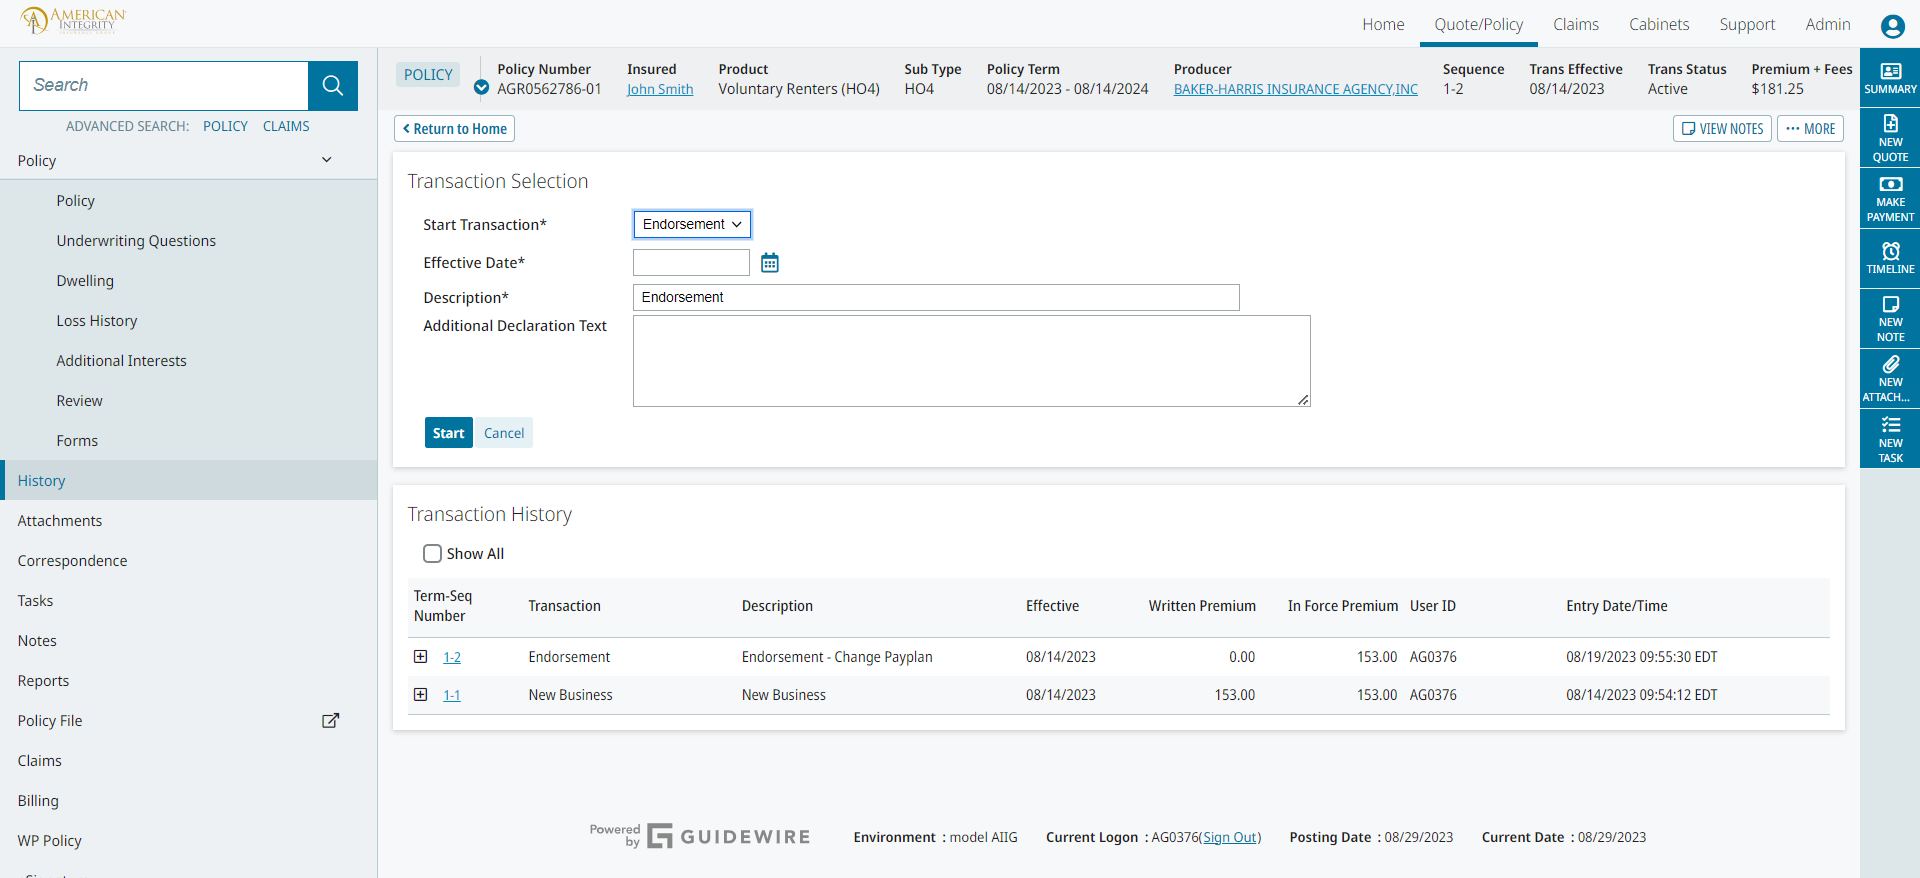 AMERICAN
INTEGRITY
Home Quote/Policy Claims Cabinets Support Admin
Search
ADVANCED SEARCH: POLICY CLAIMS
Policy
Policy
Underwriting Questions
Dwelling
Loss History
Additional Interests
Review
Forms
History
Attachments
Correspondence
Tasks
Notes
Reports
Policy File
Claims
Billing
WP Policy
POLICY
Policy Number Insured Product Sub Type Policy Term Producer Sequence Trans Effective Trans Status Premium + Fees
AGR0562786-01 John Smith Voluntary Renters (HO4) HO4 08/14/2023 - 08/14/2024 BAKER-HARRIS INSURANCE AGENCY,INC 1-2 08/14/2023 Active $181.25
Return to Home
VIEW NOTES
MORE
Transaction Selection
Start Transaction* Endorsement
Effective Date*
Description* Endorsement
Additional Declaration Text
Start Cancel
Transaction History
Show All
Term-Seq Number Transaction Description Effective Written Premium In Force Premium User ID Entry Date/Time
1-2 Endorsement Endorsement - Change Payplan 08/14/2023 0.00 153.00 AG0376 08/19/2023 09:55:30 EDT
1-1 New Business New Business 08/14/2023 153.00 153.00 AG0376 08/14/2023 09:54:12 EDT
Powered by GUIDEWIRE
Environment : model AIIG Current Logon : AG0376(Sign Out) Posting Date : 08/29/2023 Current Date : 08/29/2023
SUMMARY
NEW QUOTE
MAKE PAYMENT
TIMELINE
NEW NOTE
NEW ATTACH...
NEW TASK